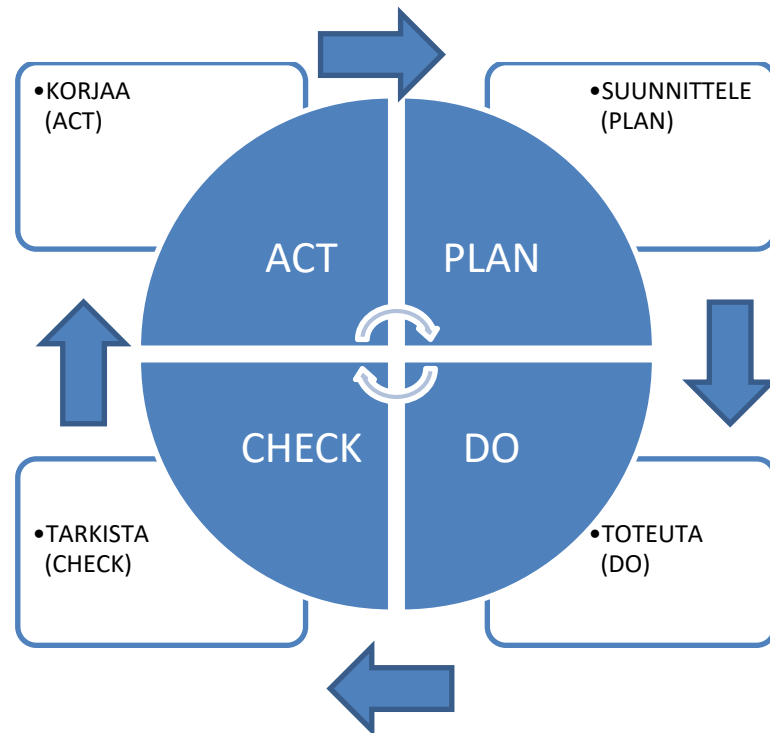 •KORJAA
(ACT)
•SUUNNITTELE
(PLAN)
ACT
PLAN
CHECK
DO
•TARKISTA
(CHECK)
•TOTEUTA
(DO)